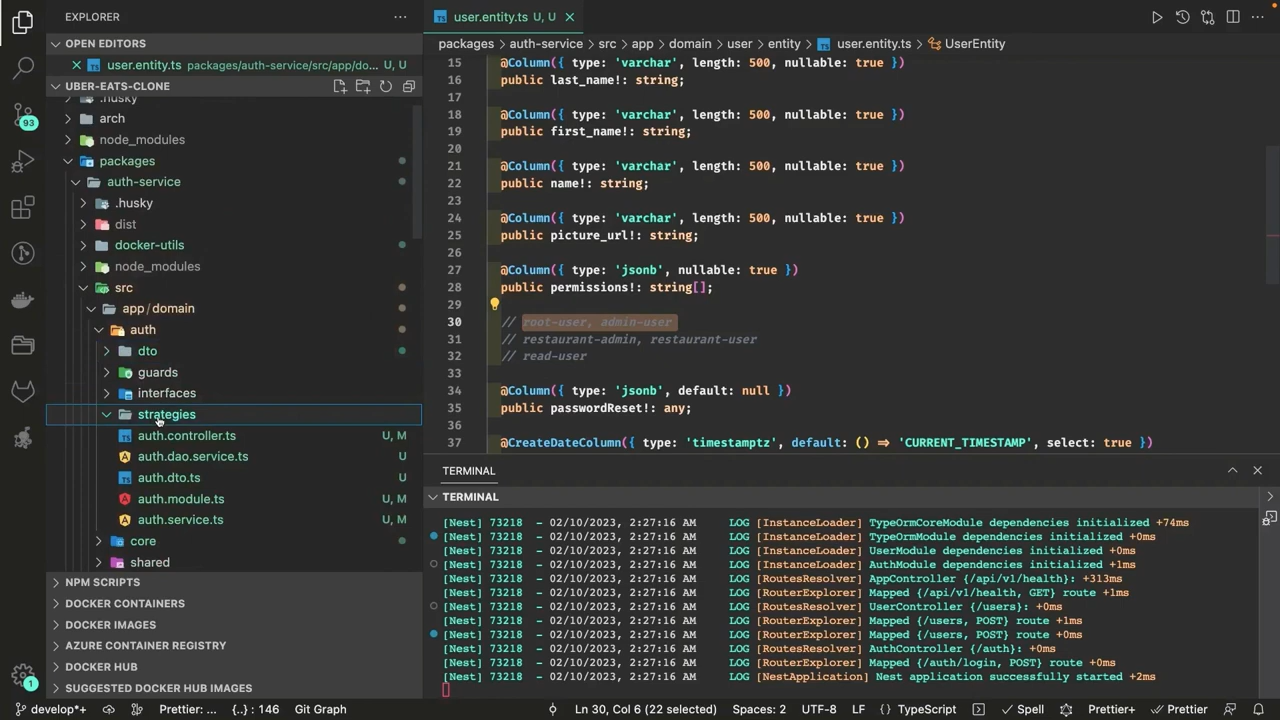 EXPLORER
OPEN EDITORS
user.entity.ts packages/auth-service/src/app/do... U, U
UBER-EATS-CLONE
.husky
arch
node_modules
packages
auth-service
.husky
dist
docker-utils
node_modules
src
app/domain
auth
dto
guards
interfaces
strategies
auth.controller.ts U, M
auth.dao.service.ts U
auth.dto.ts U
auth.module.ts U, M
auth.service.ts U, M
core
shared
NPM SCRIPTS
DOCKER CONTAINERS
DOCKER IMAGES
AZURE CONTAINER REGISTRY
DOCKER HUB
SUGGESTED DOCKER HUB IMAGES
93
1
user.entity.ts U, U
packages > auth-service > src > app > domain > user > entity > user.entity.ts > UserEntity
15 @Column({ type: 'varchar', length: 500, nullable: true })
16 public last_name!: string;
17
18 @Column({ type: 'varchar', length: 500, nullable: true })
19 public first_name!: string;
20
21 @Column({ type: 'varchar', length: 500, nullable: true })
22 public name!: string;
23
24 @Column({ type: 'varchar', length: 500, nullable: true })
25 public picture_url!: string;
26
27 @Column({ type: 'jsonb', nullable: true })
28 public permissions!: string[];
29
30 // root-user, admin-user
31 // restaurant-admin, restaurant-user
32 // read-user
33
34 @Column({ type: 'jsonb', default: null })
35 public passwordReset!: any;
36
37 @CreateDateColumn({ type: 'timestamptz', default: () => 'CURRENT_TIMESTAMP', select: true })
TERMINAL
TERMINAL
[Nest] 73218 - 02/10/2023, 2:27:16 AM LOG [InstanceLoader] TypeOrmCoreModule dependencies initialized +74ms
[Nest] 73218 - 02/10/2023, 2:27:16 AM LOG [InstanceLoader] TypeOrmModule dependencies initialized +0ms
[Nest] 73218 - 02/10/2023, 2:27:16 AM LOG [InstanceLoader] UserModule dependencies initialized +0ms
[Nest] 73218 - 02/10/2023, 2:27:16 AM LOG [InstanceLoader] AuthModule dependencies initialized +1ms
[Nest] 73218 - 02/10/2023, 2:27:16 AM LOG [RoutesResolver] AppController {/api/v1/health}: +313ms
[Nest] 73218 - 02/10/2023, 2:27:16 AM LOG [RouterExplorer] Mapped {/api/v1/health, GET} route +1ms
[Nest] 73218 - 02/10/2023, 2:27:16 AM LOG [RoutesResolver] UserController {/users}: +0ms
[Nest] 73218 - 02/10/2023, 2:27:16 AM LOG [RouterExplorer] Mapped {/users, POST} route +1ms
[Nest] 73218 - 02/10/2023, 2:27:16 AM LOG [RouterExplorer] Mapped {/users, POST} route +0ms
[Nest] 73218 - 02/10/2023, 2:27:16 AM LOG [RoutesResolver] AuthController {/auth}: +0ms
[Nest] 73218 - 02/10/2023, 2:27:16 AM LOG [RouterExplorer] Mapped {/auth/login, POST} route +0ms
[Nest] 73218 - 02/10/2023, 2:27:16 AM LOG [NestApplication] Nest application successfully started +2ms
develop*+ Prettier: ... {..} : 146 Git Graph Ln 30, Col 6 (22 selected) Spaces: 2 UTF-8 LF {} TypeScript Spell Prettier+ Prettier